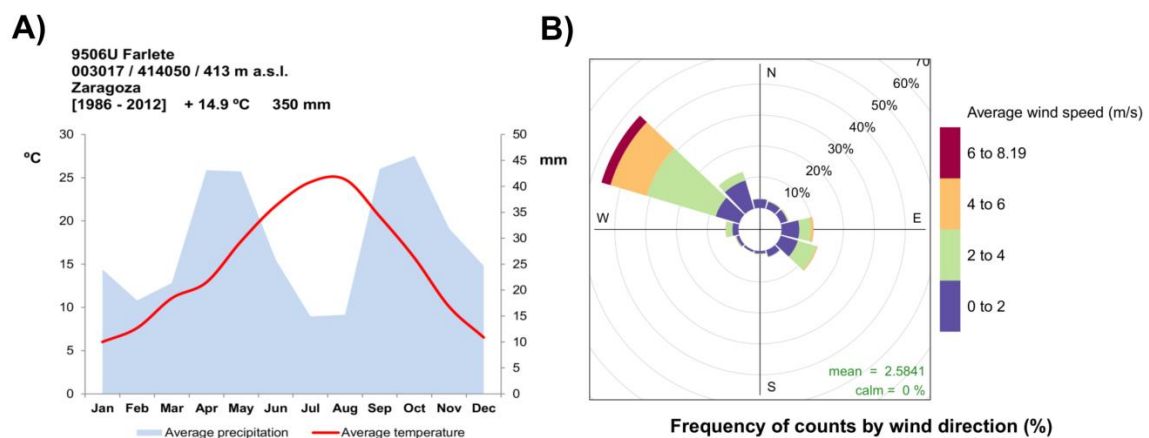 A)
9506U Farlete
003017 / 414050 / 413 m a.s.l.
Zaragoza
[1986 - 2012] + 14.9 ºC 350 mm
ºC
30
25
20
15
10
5
0
mm
50
45
40
35
30
25
20
15
10
5
0
Jan Feb Mar Apr May Jun Jul Aug Sep Oct Nov Dec
Average precipitation Average temperature
B)
N
W
E
S
70
60%
50%
40%
30%
20%
10%
mean = 2.5841
calm = 0 %
Average wind speed (m/s)
6 to 8.19
4 to 6
2 to 4
0 to 2
Frequency of counts by wind direction (%)